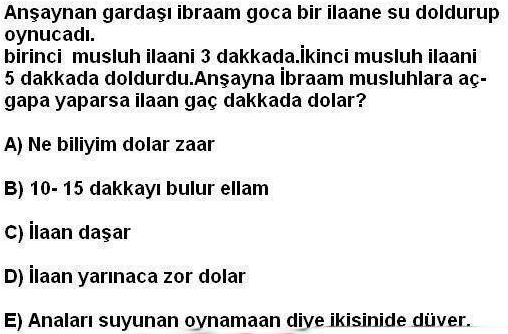 Anşaynan gardaşı ibraam goca bir ilaane su doldurup
oynucadı.
birinci musluh ilaani 3 dakkada.İkinci musluh ilaani
5 dakkada doldurdu.Anşayna İbraam musluhlara aç-
gapa yaparsa ilaan gaç dakkada dolar?
A) Ne biliyim dolar zaar
B) 10- 15 dakkayı bulur ellam
C) İlaan daşar
D) İlaan yarınaca zor dolar
E) Anaları suyunan oynamaan diye ikisinide düver.